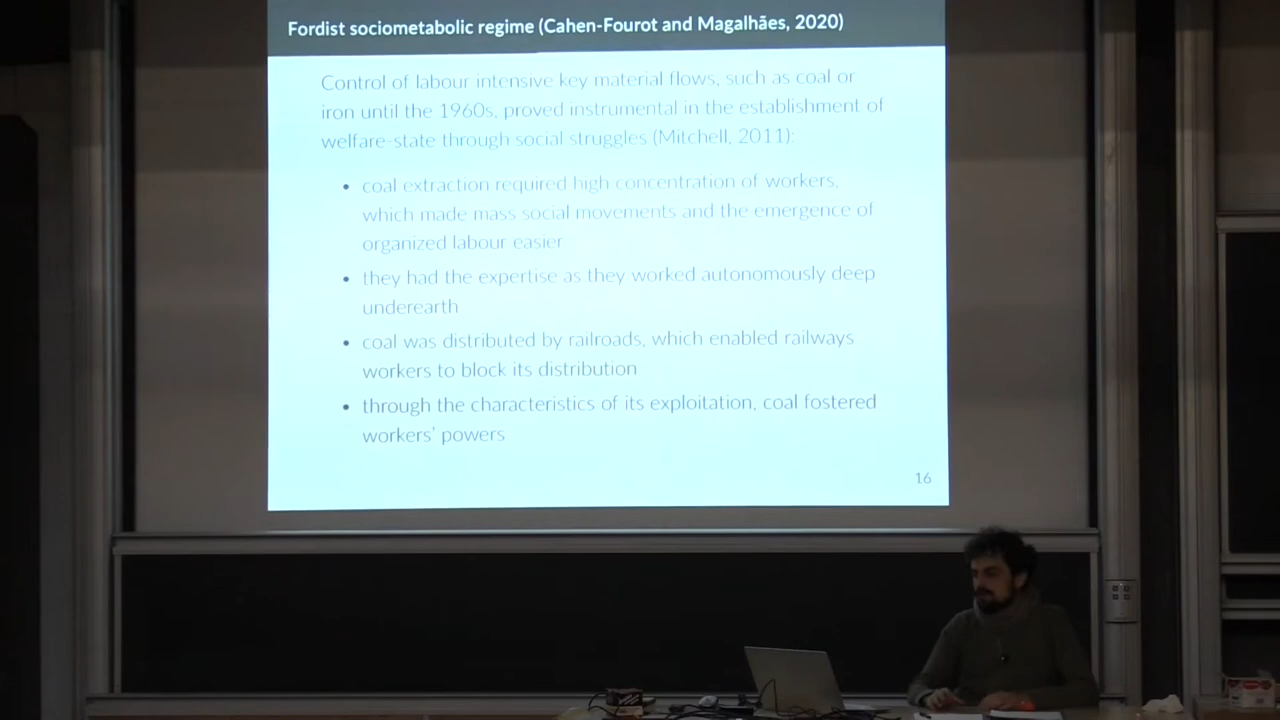 Fordist sociometabolic regime (Cahen-Fourot and Magalhães, 2020)
Control of labour intensive key material flows, such as coal or
iron until the 1960s, proved instrumental in the establishment of
welfare-state through social struggles (Mitchell, 2011):
• coal extraction required high concentration of workers,
which made mass social movements and the emergence of
organized labour easier
• they had the expertise as they worked autonomously deep
underearth
• coal was distributed by railroads, which enabled railways
workers to block its distribution
• through the characteristics of its exploitation, coal fostered
workers' powers
16